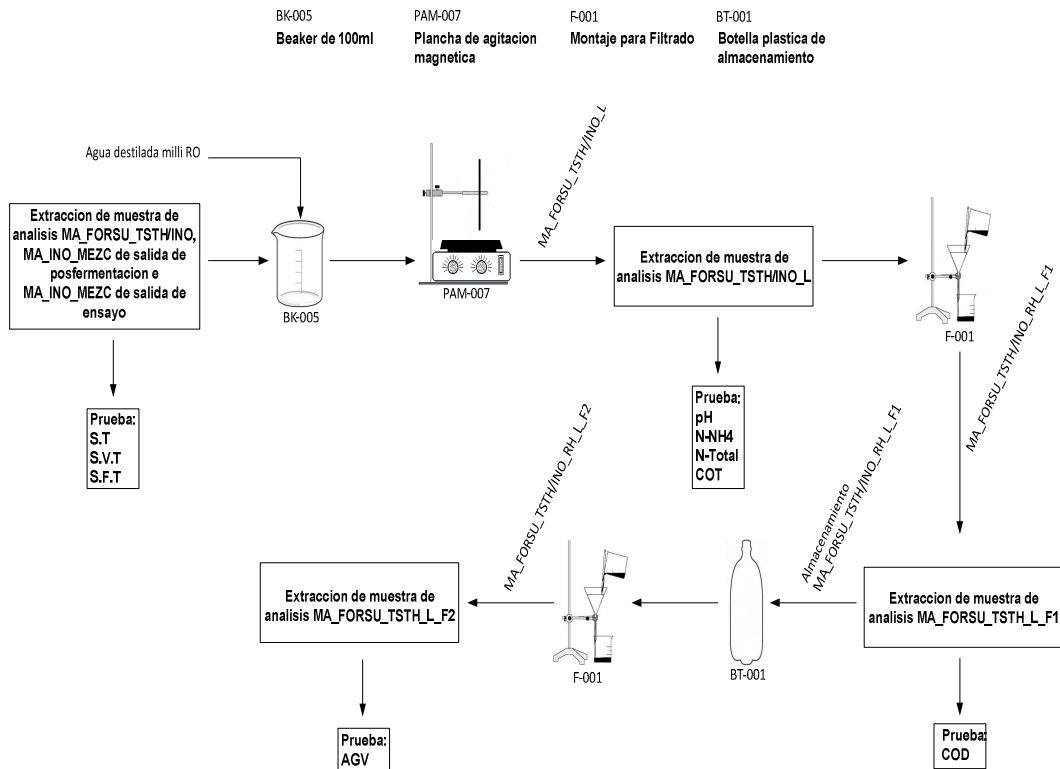 BK-005
Beaker de 100ml
PAM-007
Plancha de agitacion
magnetica
F-001
Montaje para Filtrado
BT-001
Botella plastica de
almacenamiento
Agua destilada milli RO
Extraccion de muestra de
analisis MA_FORSU_TSTH/INO,
MA_INO_MEZC de salida de
posfermentacion e
MA_INO_MEZC de salida de
ensayo
BK-005
PAM-007
MA_FORSU_TSTH/INO_L
Extraccion de muestra de
analisis MA_FORSU_TSTH/INO_L
F-001
MA_FORSU_TSTH/INO_RH_L_F1
Prueba:
S.T
S.V.T
S.F.T
Prueba:
pH
N-NH4
N-Total
COT
MA_FORSU_TSTH/INO_RH_L_F2
Almacenamiento
MA_FORSU_TSTH/INO_RH_L_F1
Extraccion de muestra de
analisis MA_FORSU_TSTH_L_F2
F-001
BT-001
Extraccion de muestra de
analisis MA_FORSU_TSTH_L_F1
Prueba:
AGV
Prueba:
COD